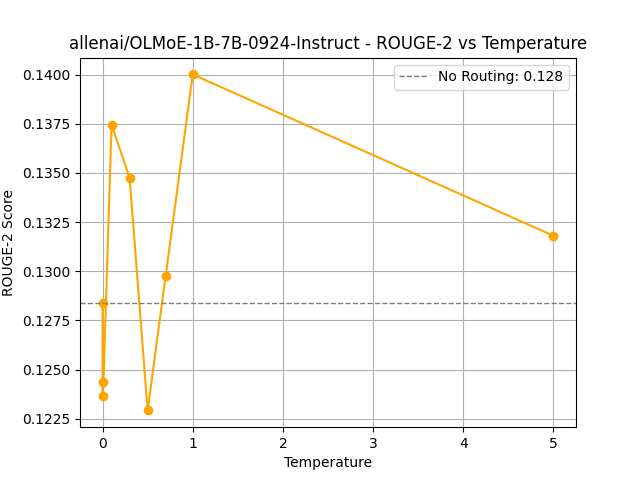 allenai/OLMoE-1B-7B-0924-Instruct - ROUGE-2 vs Temperature
No Routing: 0.128
ROUGE-2 Score
0.1400
0.1375
0.1350
0.1325
0.1300
0.1275
0.1250
0.1225
0 1 2 3 4 5
Temperature